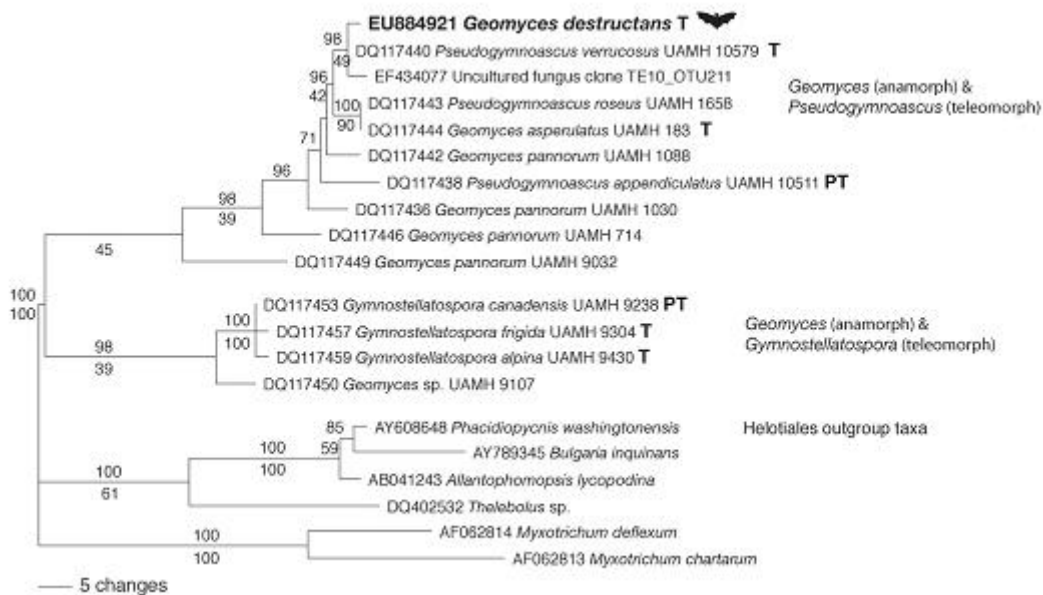 EU884921 Geomyces destructans T
98
DQ117440 Pseudogymnoascus verrucosus UAMH 10579 T
49
96
EF434077 Uncultured fungus clone TE10_OTU211
Geomyces (anamorph) &
42
100
DQ117443 Pseudogymnoascus roseus UAMH 1658
Pseudogymnoascus (teleomorph)
90
DQ117444 Geomyces asperulatus UAMH 183 T
71
DQ117442 Geomyces pannorum UAMH 1088
96
DQ117438 Pseudogymnoascus appendiculatus UAMH 10511 PT
98
DQ117436 Geomyces pannorum UAMH 1030
39
DQ117446 Geomyces pannorum UAMH 714
45
DQ117449 Geomyces pannorum UAMH 9032
100
100
DQ117453 Gymnostellatospora canadensis UAMH 9238 PT
100
DQ117457 Gymnostellatospora frigida UAMH 9304 T
Geomyces (anamorph) &
100
98
DQ117459 Gymnostellatospora alpina UAMH 9430 T
Gymnostellatospora (teleomorph)
39
DQ117450 Geomyces sp. UAMH 9107
85
AY608648 Phacidiopycnis washingtonensis
Helotiales outgroup taxa
100
59
AY789345 Bulgaria inquinans
100
100
AB041243 Allantophomopsis lycopodina
61
DQ402532 Thelebolus sp.
100
AF062814 Myxotrichum deflexum
100
AF062813 Myxotrichum chartarum
5 changes